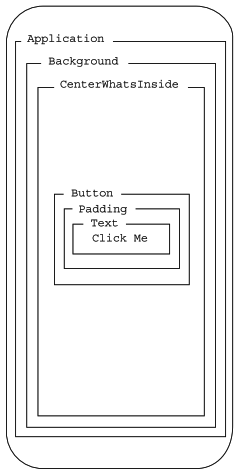 Application
Background
CenterWhatsInside
Button
Padding
Text
Click Me